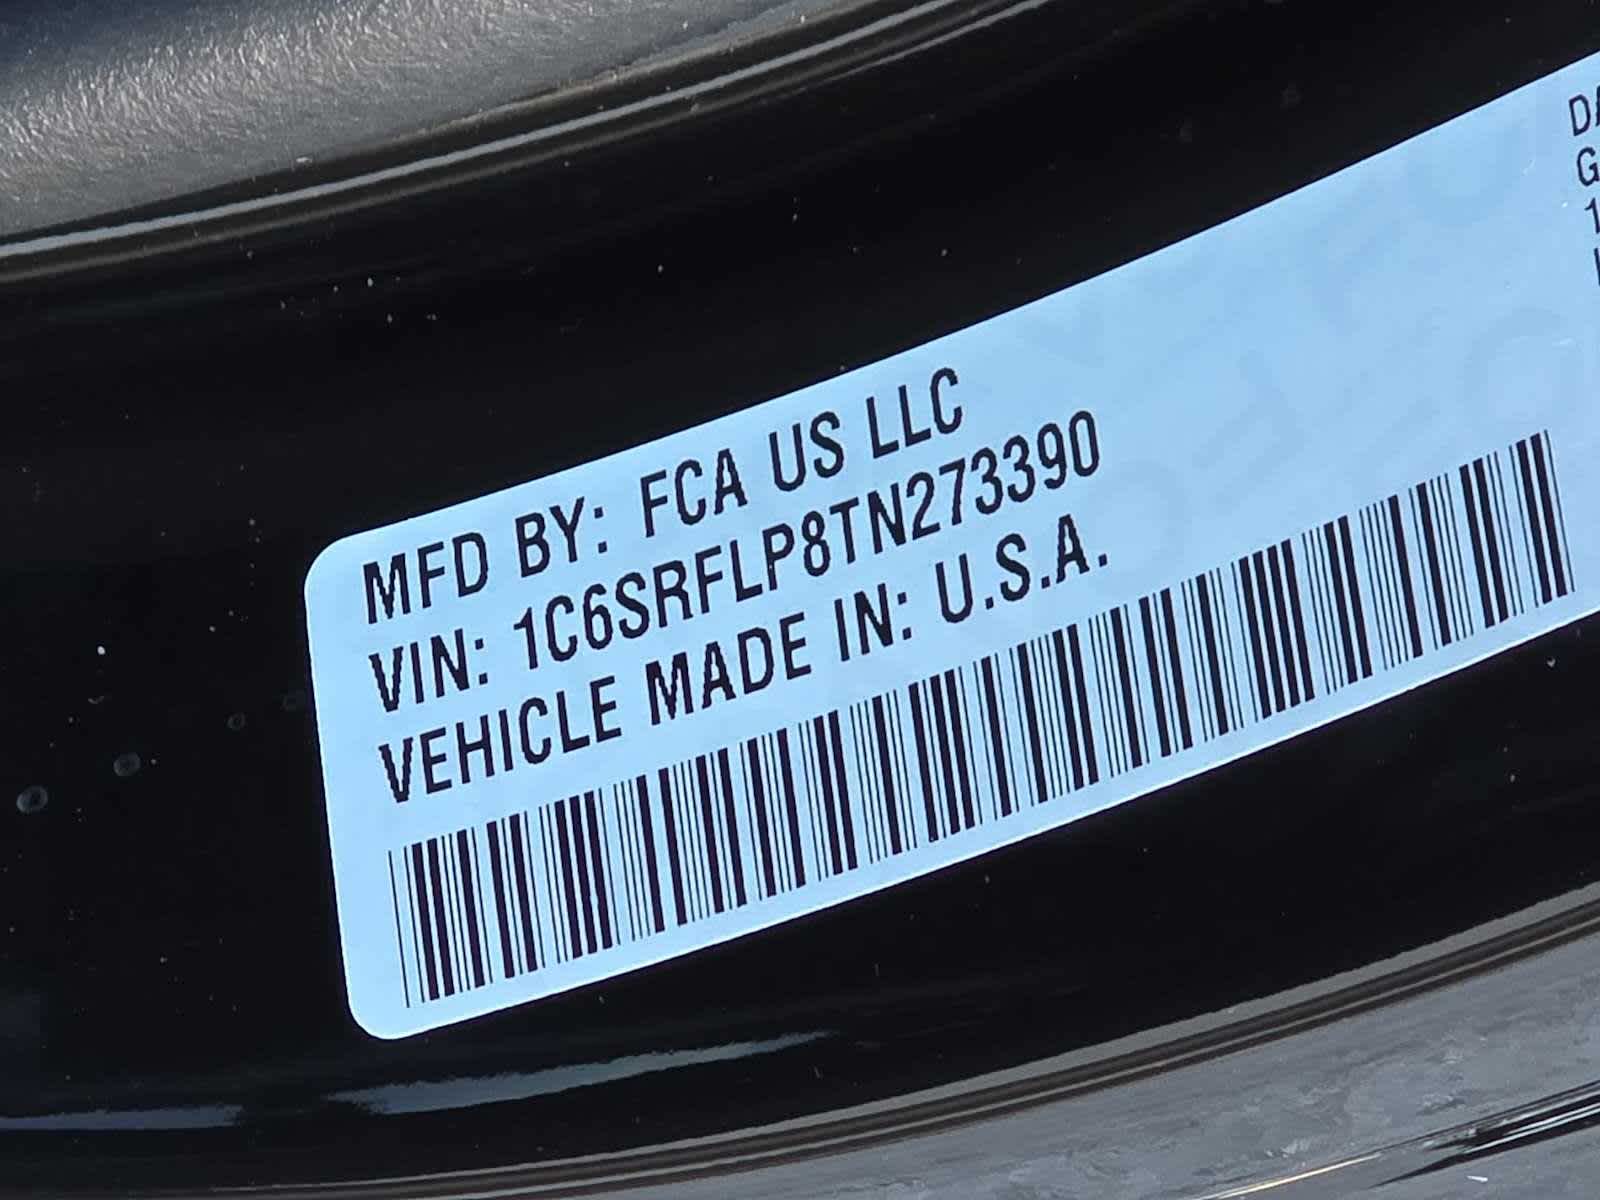 MFD BY: FCA US LLC
VIN: 1C6SRFLP8TN273390
VEHICLE MADE IN: U.S.A.